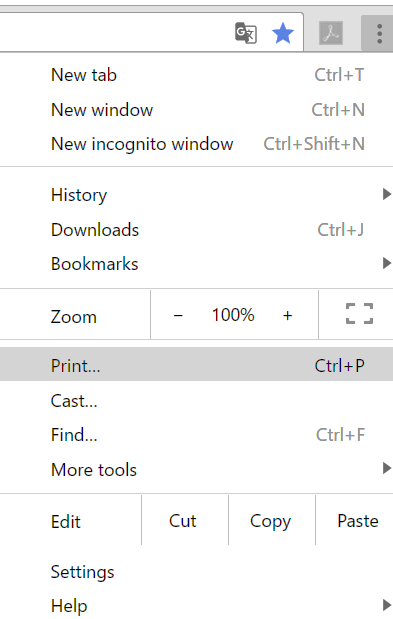 New tab Ctrl+T
New window Ctrl+N
New incognito window Ctrl+Shift+N
History
Downloads Ctrl+J
Bookmarks
Zoom − 100% +
Print... Ctrl+P
Cast...
Find... Ctrl+F
More tools
Edit Cut Copy Paste
Settings
Help